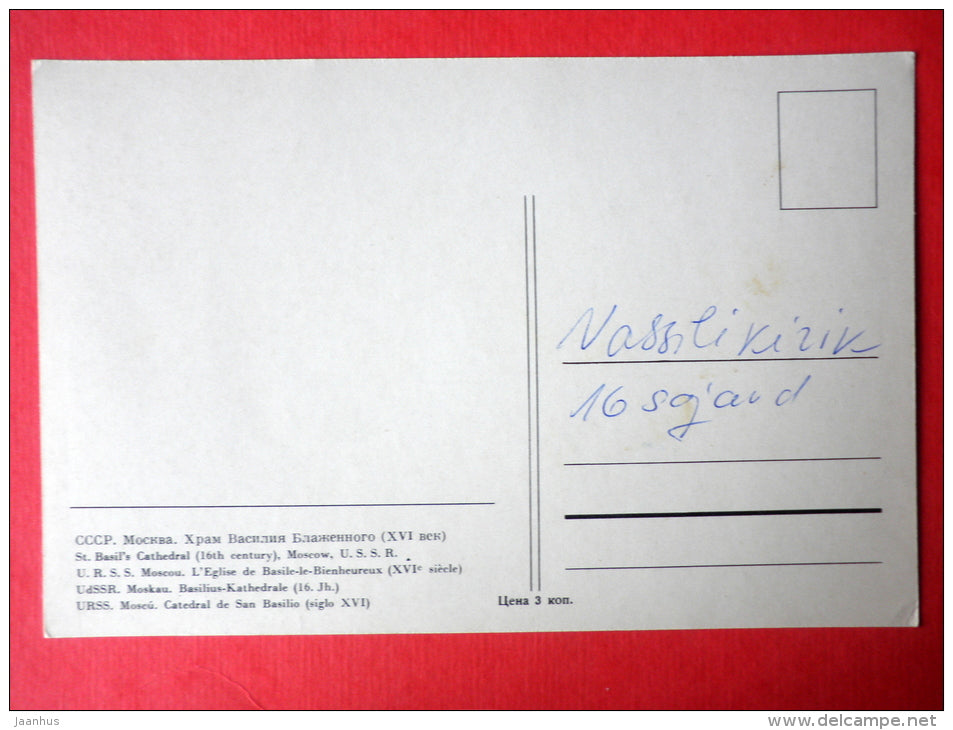 Vassili kirik
16 sajand
СССР. Москва. Храм Василия Блаженного (XVI век)
St. Basil's Cathedral (16th century), Moscow, U. S. S. R.
U. R. S. S. Moscou. L'Eglise de Basile-le-Bienheureux (XVIe siècle)
UdSSR. Moskau. Basilius-Kathedrale (16. Jh.)
URSS. Moscú. Catedral de San Basilio (siglo XVI)
Цена 3 коп.
Jaanhus
www.delcampe.net